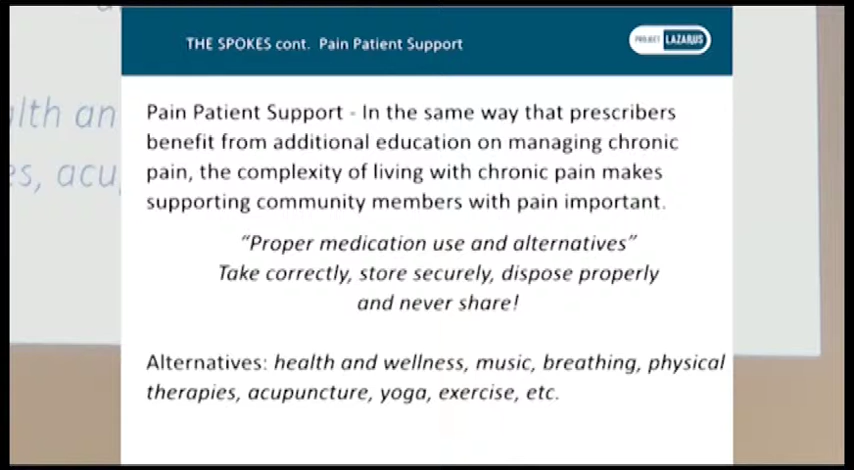 THE SPOKES cont. Pain Patient Support
PROJECT LAZARUS
Pain Patient Support - In the same way that prescribers
benefit from additional education on managing chronic
pain, the complexity of living with chronic pain makes
supporting community members with pain important.
“Proper medication use and alternatives”
Take correctly, store securely, dispose properly
and never share!
Alternatives: health and wellness, music, breathing, physical
therapies, acupuncture, yoga, exercise, etc.